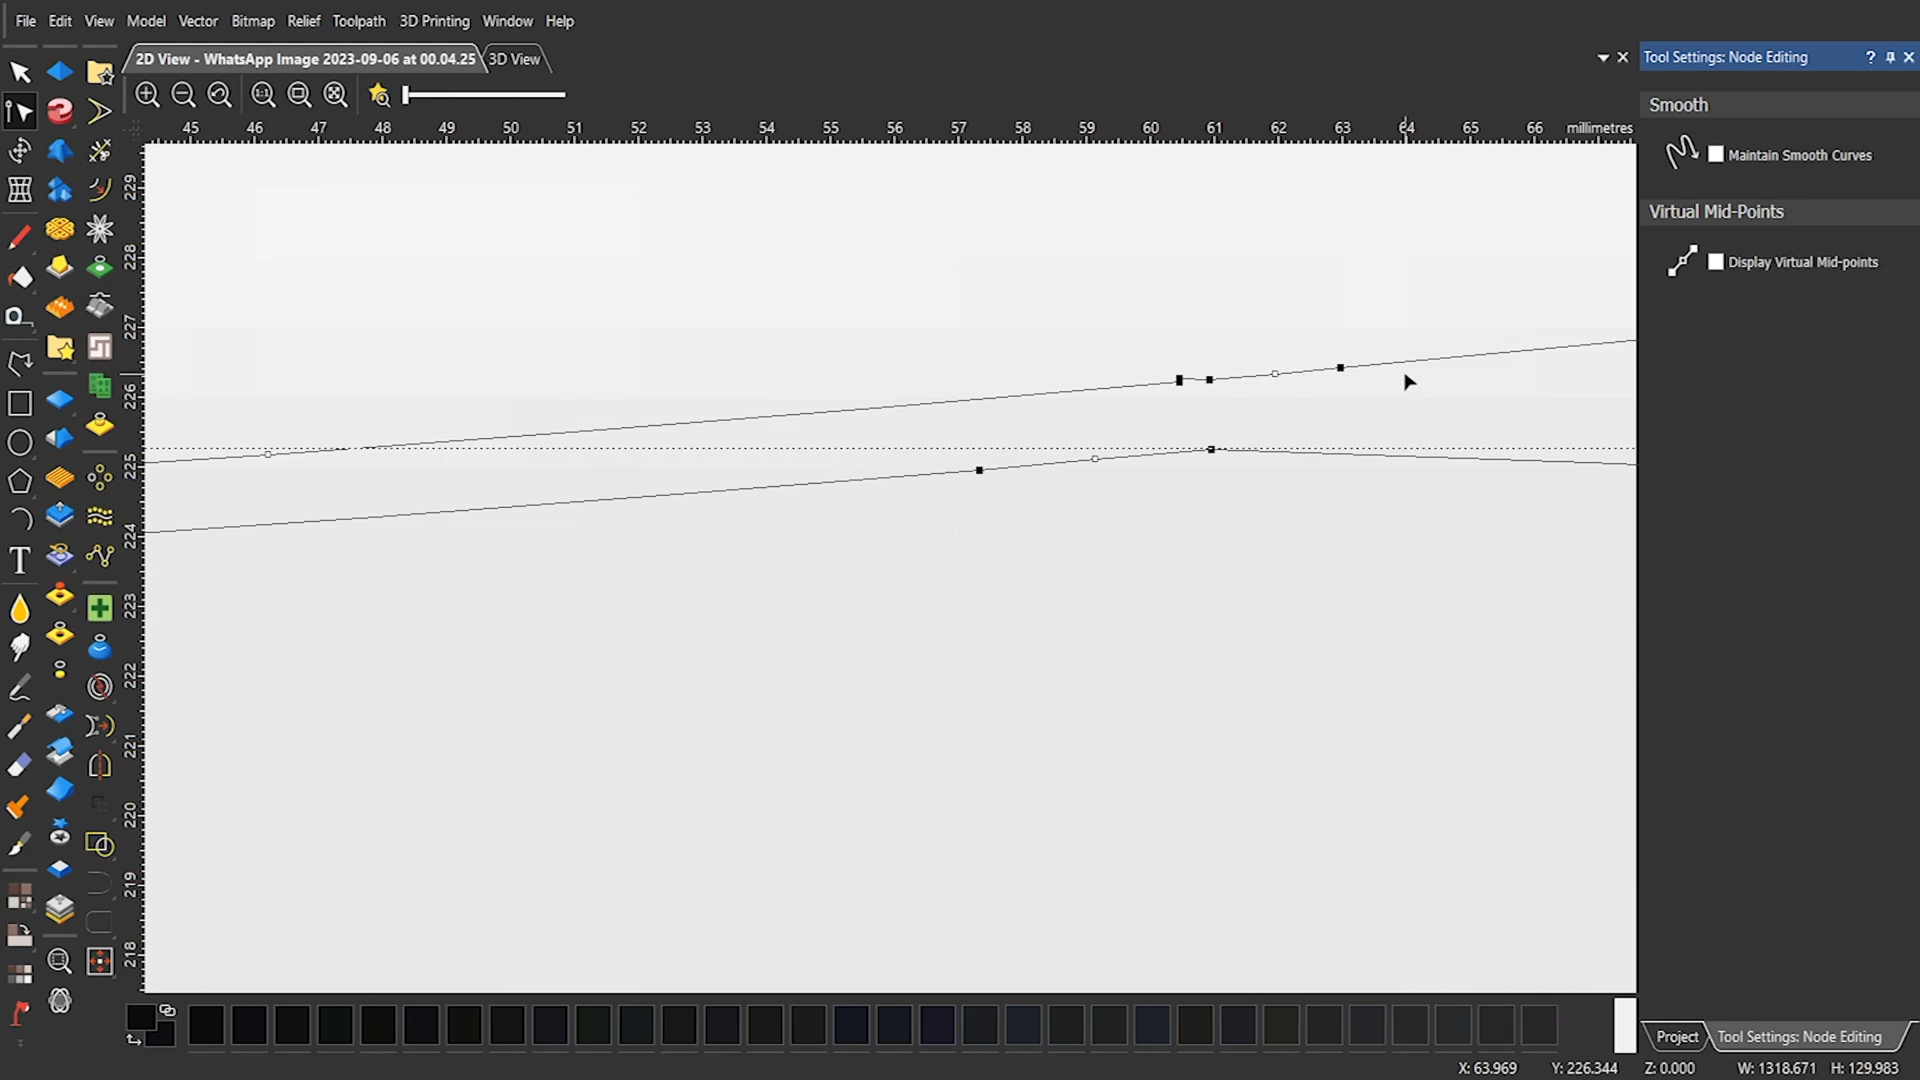 File Edit View Model Vector Bitmap Relief Toolpath 3D Printing Window Help
2D View - WhatsApp Image 2023-09-06 at 00.04.25 3D View
Tool Settings: Node Editing ?
1:1
45 46 47 48 49 50 51 52 53 54 55 56 57 58 59 60 61 62 63 64 65 66 millimetres
Smooth
Maintain Smooth Curves
Virtual Mid-Points
Display Virtual Mid-points
229
228
227
226
225
224
223
222
221
220
219
218
T
Project Tool Settings: Node Editing
X: 63.969 Y: 226.344 Z: 0.000 W: 1318.671 H: 129.983